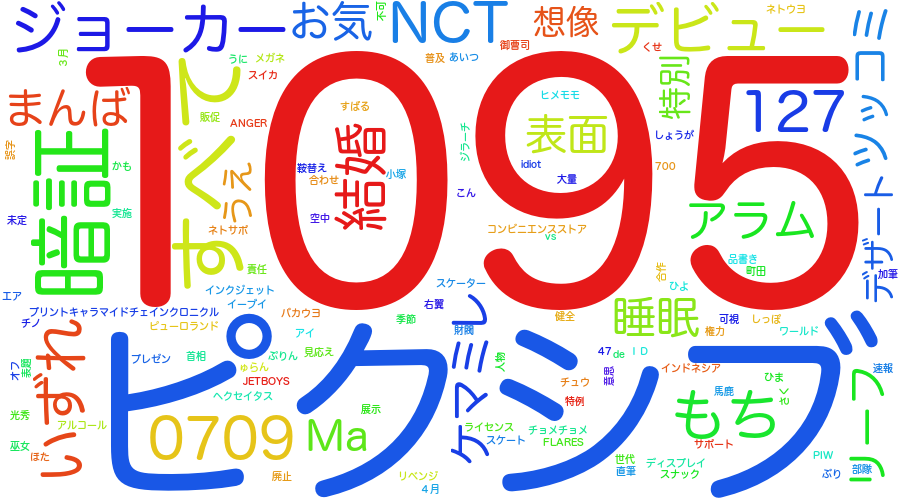 ジョーカー
お気
不可
NCT
想像
デビュー
ネトウヨ
ミ
ツッコミ
3月
うに
メガネ
スイカ
普及
あいつ
御曹司
くせ
特別
まんば
1095
すべて
販促
ANGER
すばる
ヒメモモ
表面
127
誤字
暗証
かも
鞍替え
合わせ
結婚
小塚
ジラーチ
idiot
大量
しょうが
700
デザート
未定
実施
うえ
ネトサポ
空中
こん
コンビニエンスストア
vs
アラム
責任
品書き
町田
合作
加筆
エア
インクジェット
イーブイ
スケーター
右翼
ひよ
プリントキャラマイドチェインクロニクル
チノ
ピューロランド
バカウヨ
季節
財閥
健全
睡眠
可視
しっぽ
権力
ワールド
アイ
いずれ
ピクシブ
プレゼン
首相
ぷりん
見応え
ゅらん
JETBOYS
ヘクセイタス
ケマミレ
人物
47
de
ＩＤ
インドネシア
速報
オフ
表題
チュウ
意思
ひま
馬鹿
きく
リーフ
光秀
アルコール
0709
展示
Ma
特例
もち
ライセンス
スケート
チョメチョメ
FLARES
サポート
巫女
ほた
廃止
リベンジ
４月
世代
直筆
ディスプレイ
スナック
PIW
ぷり
部隊